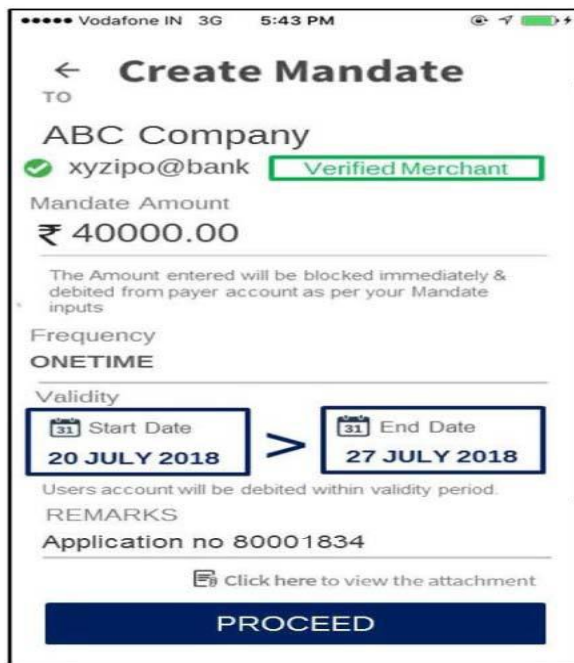 Vodafone IN 3G 5:43 PM
← Create Mandate
TO
ABC Company
xyzipo@bank Verified Merchant
Mandate Amount
₹ 40000.00
The Amount entered will be blocked immediately &
debited from payer account as per your Mandate
inputs
Frequency
ONETIME
Validity
31 Start Date > 31 End Date
20 JULY 2018 27 JULY 2018
Users account will be debited within validity period.
REMARKS
Application no 80001834
Click here to view the attachment
PROCEED